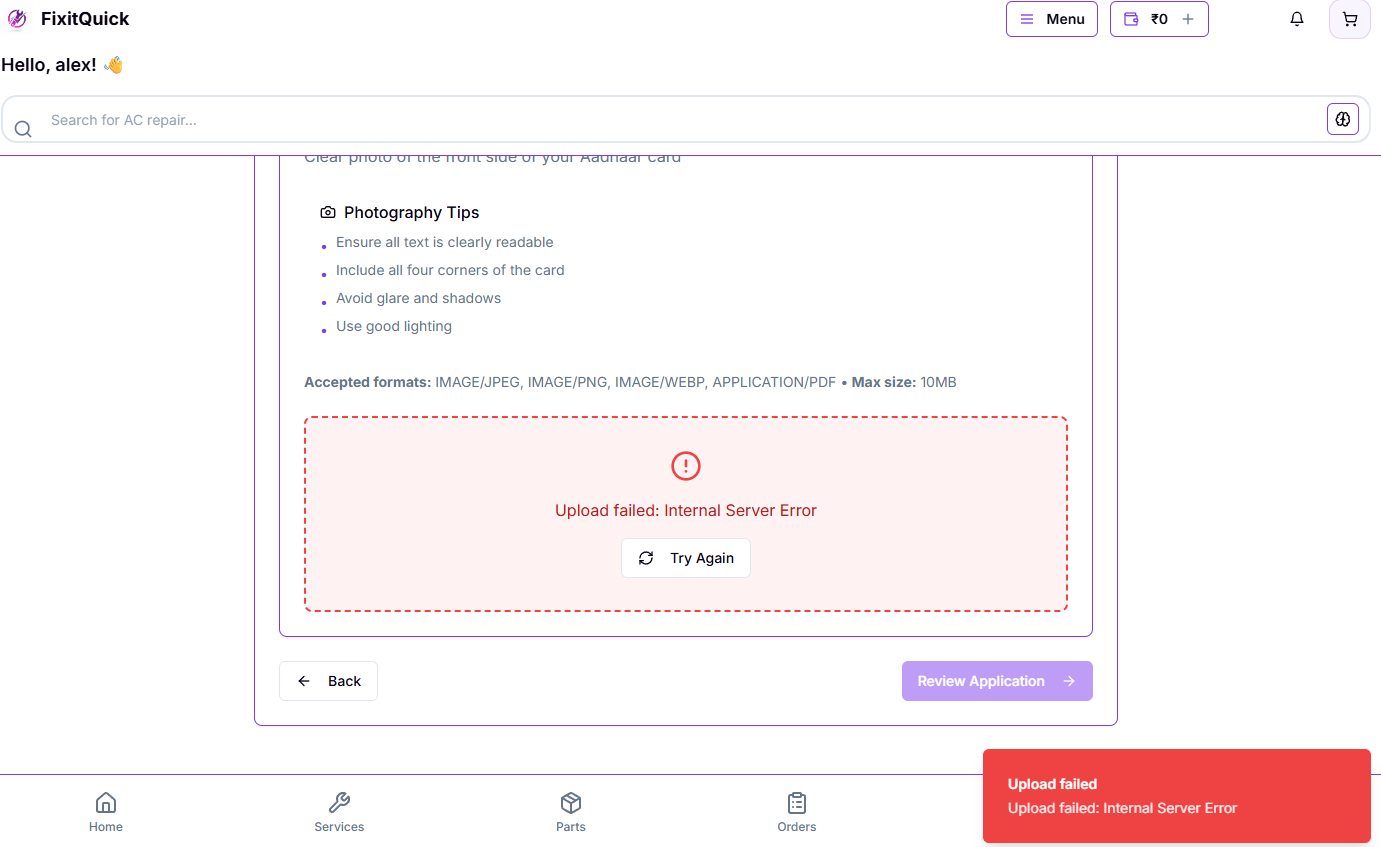 FixitQuick
Menu
₹0
Hello, alex! 👋
Search for AC repair...
Clear photo of the front side of your Aadhaar card
Photography Tips
Ensure all text is clearly readable
Include all four corners of the card
Avoid glare and shadows
Use good lighting
Accepted formats: IMAGE/JPEG, IMAGE/PNG, IMAGE/WEBP, APPLICATION/PDF • Max size: 10MB
Upload failed: Internal Server Error
Try Again
Back
Review Application
Upload failed
Upload failed: Internal Server Error
Home
Services
Parts
Orders